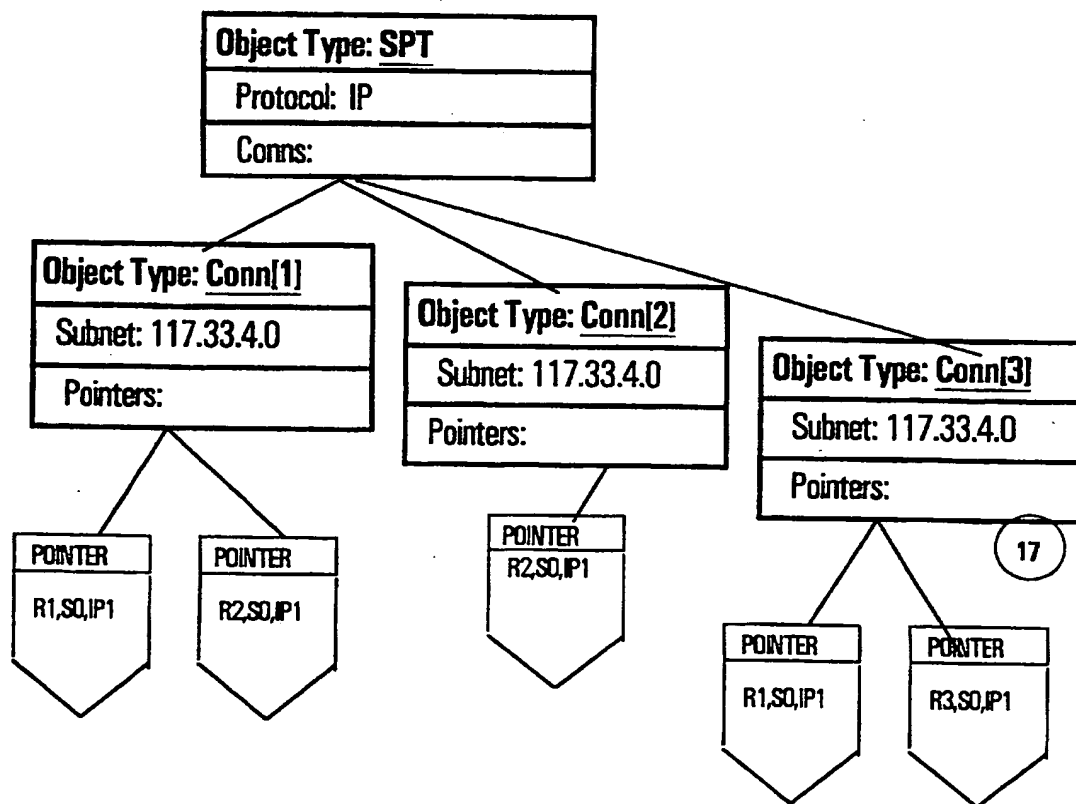 Object Type: SPT
Protocol: IP
Conns:
Object Type: Conn[1]
Subnet: 117.33.4.0
Pointers:
Object Type: Conn[2]
Subnet: 117.33.4.0
Pointers:
Object Type: Conn[3]
Subnet: 117.33.4.0
Pointers:
17
POINTER
R1,S0,IP1
POINTER
R2,S0,IP1
POINTER
R2,S0,IP1
POINTER
R1,S0,IP1
POINTER
R3,S0,IP1